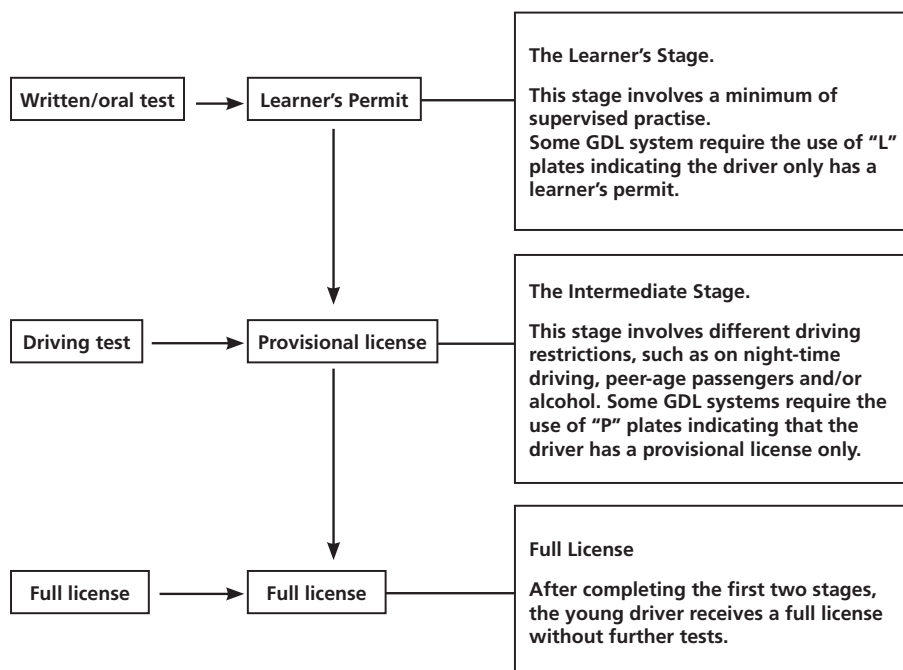 Written/oral test
Learner's Permit
The Learner's Stage.
This stage involves a minimum of
supervised practise.
Some GDL system require the use of “L”
plates indicating the driver only has a
learner's permit.
Driving test
Provisional license
The Intermediate Stage.
This stage involves different driving
restrictions, such as on night-time
driving, peer-age passengers and/or
alcohol. Some GDL systems require the
use of “P” plates indicating that the
driver has a provisional license only.
Full license
Full license
Full License
After completing the first two stages,
the young driver receives a full license
without further tests.